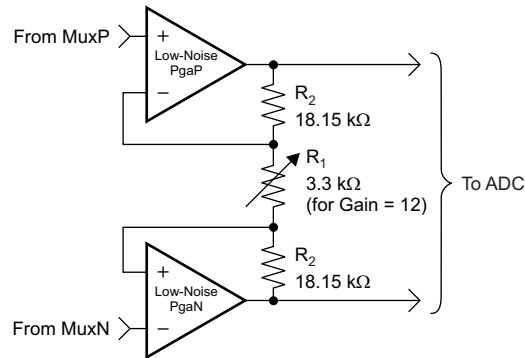 From MuxP
+
Low-Noise
PgaP
−
R2
18.15 kΩ
R1
3.3 kΩ
(for Gain = 12)
To ADC
R2
18.15 kΩ
+
Low-Noise
PgaN
−
From MuxN